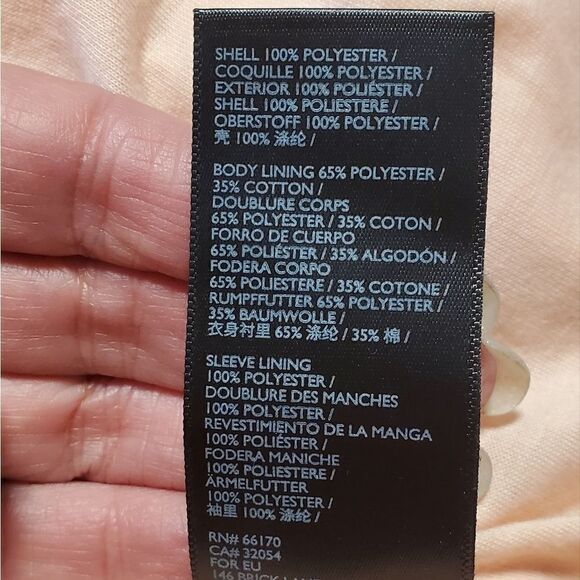 SHELL 100% POLYESTER /
COQUILLE 100% POLYESTER /
EXTERIOR 100% POLIÉSTER /
SHELL 100% POLIESTERE /
OBERSTOFF 100% POLYESTER /
壳 100% 涤纶 /
BODY LINING 65% POLYESTER /
35% COTTON /
DOUBLURE CORPS
65% POLYESTER / 35% COTON /
FORRO DE CUERPO
65% POLIÉSTER / 35% ALGODÓN /
FODERA CORPO
65% POLIESTERE / 35% COTONE /
RUMPFFUTTER 65% POLYESTER /
35% BAUMWOLLE /
衣身衬里 65% 涤纶 / 35% 棉 /
SLEEVE LINING
100% POLYESTER /
DOUBLURE DES MANCHES
100% POLYESTER /
REVESTIMIENTO DE LA MANGA
100% POLIÉSTER /
FODERA MANICHE
100% POLIESTERE /
ÄRMELFUTTER
100% POLYESTER /
袖里 100% 涤纶 /
RN# 66170
CA# 32054
FOR EU
146 BRICK